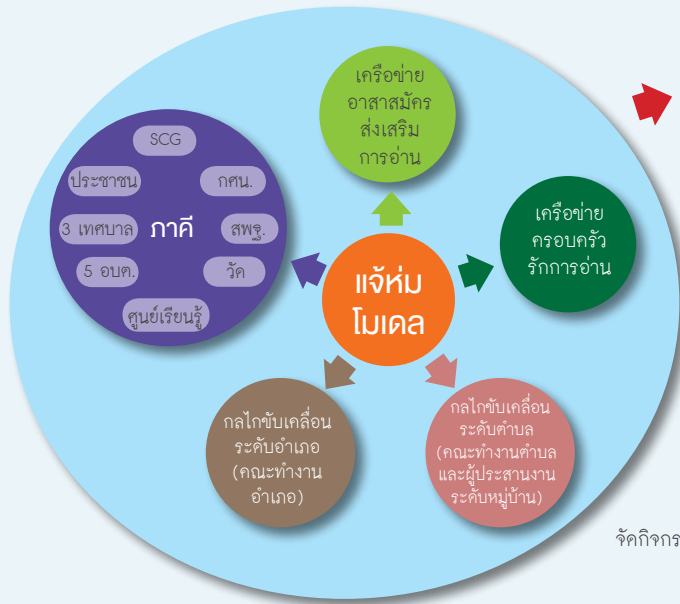 เครือข่าย
อาสาสมัคร
ส่งเสริม
การอ่าน
SCG
ประชาชน
กศน.
3 เทศบาล
ภาคี
สพฐ.
5 อบต.
วัด
ศูนย์เรียนรู้
เครือข่าย
ครอบครัว
รักการอ่าน
แจ้ห่ม
โมเดล
กลไกขับเคลื่อน
ระดับอำเภอ
(คณะทำงาน
อำเภอ)
กลไกขับเคลื่อน
ระดับตำบล
(คณะทำงานตำบล
และผู้ประสานงาน
ระดับหมู่บ้าน)
จัดกิจกร